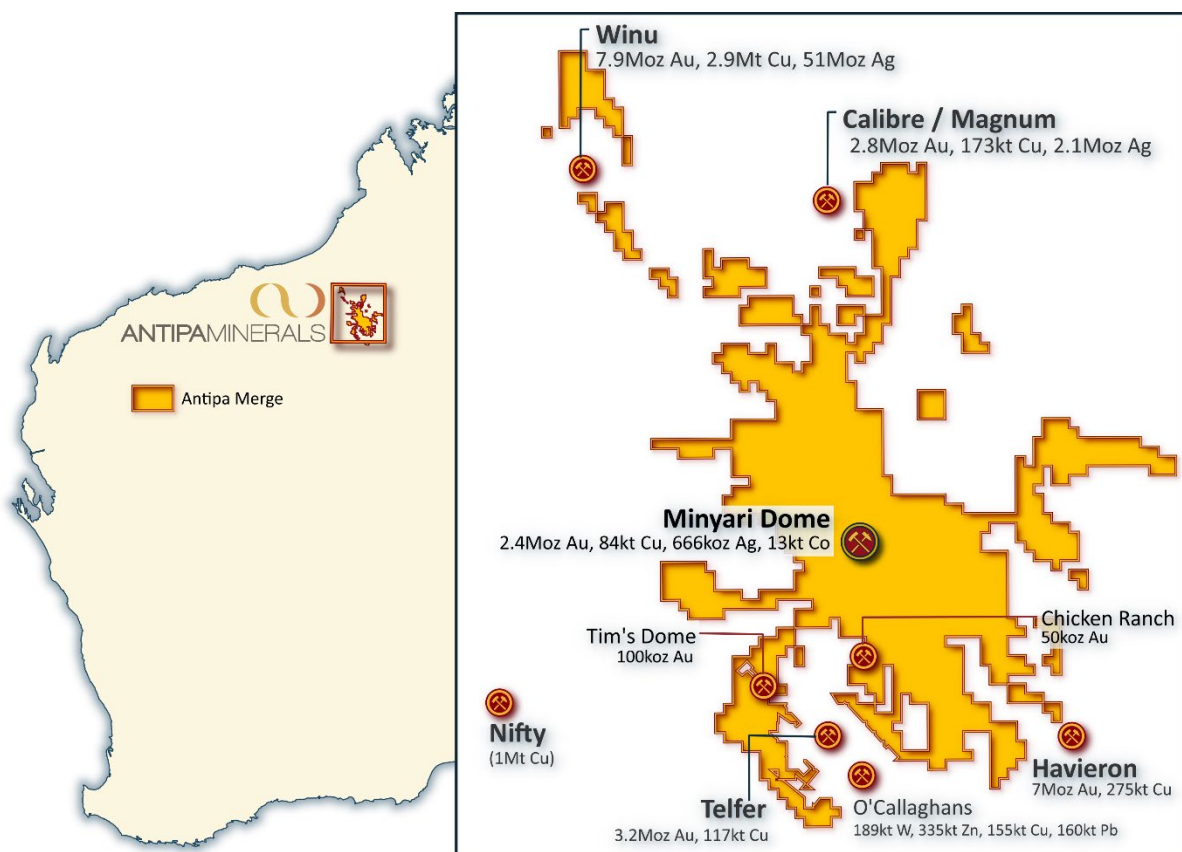 ANTIPAMINERALS
Antipa Merge
Winu
7.9Moz Au, 2.9Mt Cu, 51Moz Ag
Calibre / Magnum
2.8Moz Au, 173kt Cu, 2.1Moz Ag
Minyari Dome
2.4Moz Au, 84kt Cu, 666koz Ag, 13kt Co
Chicken Ranch
50koz Au
Tim's Dome
100koz Au
Nifty
(1Mt Cu)
Havieron
7Moz Au, 275kt Cu
Telfer
3.2Moz Au, 117kt Cu
O'Callaghans
189kt W, 335kt Zn, 155kt Cu, 160kt Pb